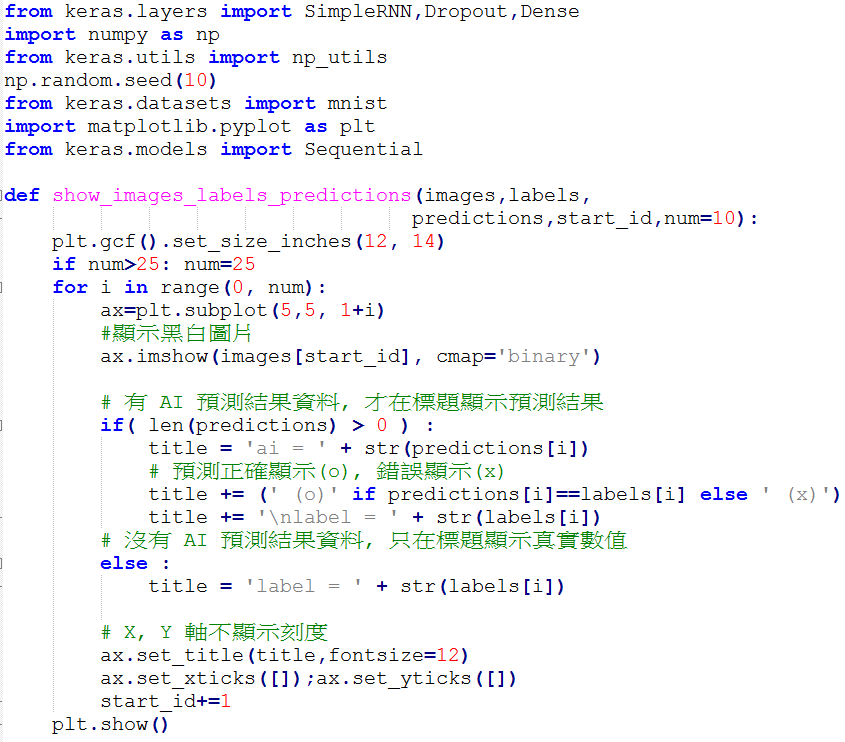 from keras.layers import SimpleRNN,Dropout,Dense
import numpy as np
from keras.utils import np_utils
np.random.seed(10)
from keras.datasets import mnist
import matplotlib.pyplot as plt
from keras.models import Sequential
def show_images_labels_predictions(images,labels,
predictions,start_id,num=10):
plt.gcf().set_size_inches(12, 14)
if num>25: num=25
for i in range(0, num):
ax=plt.subplot(5,5, 1+i)
#顯示黑白圖片
ax.imshow(images[start_id], cmap='binary')
# 有 AI 預測結果資料, 才在標題顯示預測結果
if( len(predictions) > 0 ) :
title = 'ai = ' + str(predictions[i])
# 預測正確顯示(o), 錯誤顯示(x)
title += (' (o)' if predictions[i]==labels[i] else ' (x)')
title += '\nlabel = ' + str(labels[i])
# 沒有 AI 預測結果資料, 只在標題顯示真實數值
else :
title = 'label = ' + str(labels[i])
# X, Y 軸不顯示刻度
ax.set_title(title,fontsize=12)
ax.set_xticks([]);ax.set_yticks([])
start_id+=1
plt.show()